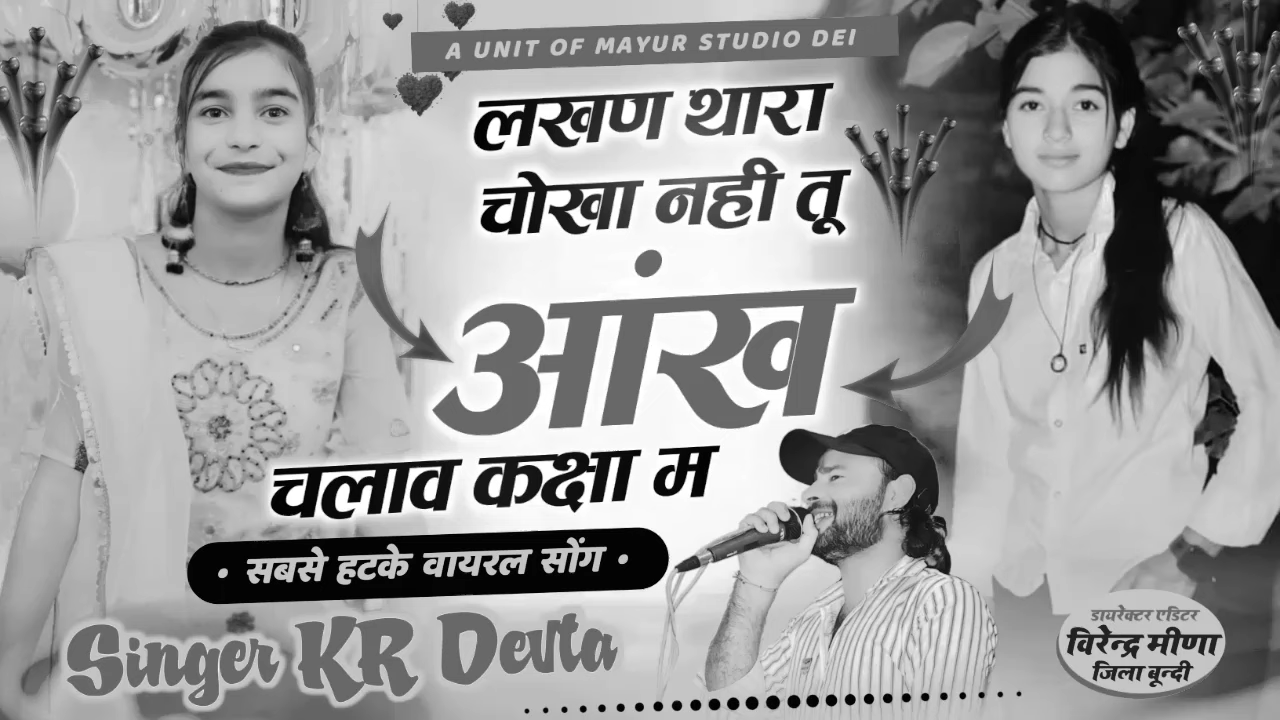 A UNIT OF MAYUR STUDIO DEI
लखण थारा
चोखा नही तू
आंख
चलाव कक्षा म
• सबसे हटके वायरल सोंग •
Singer KR Devta
डायरेक्टर एडिटर
विरेन्द्र मीणा
जिला बून्दी